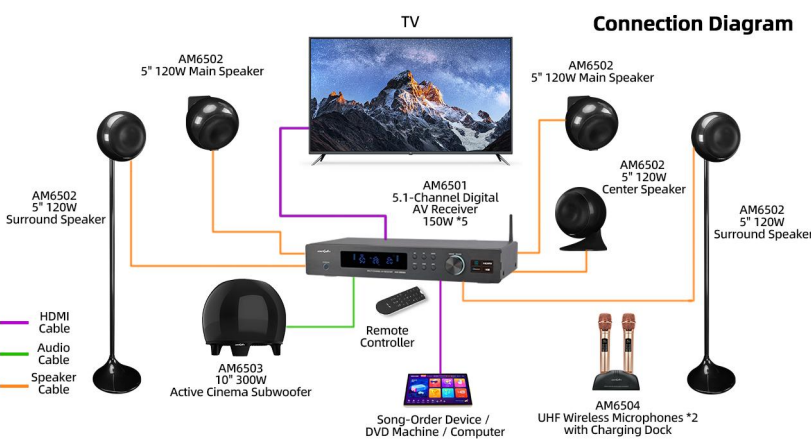 TV
Connection Diagram
AM6502
5" 120W Main Speaker
AM6502
5" 120W Main Speaker
AM6502
5" 120W
Surround Speaker
AM6501
5.1-Channel Digital
AV Receiver
150W *5
AM6502
5" 120W
Center Speaker
AM6502
5" 120W
Surround Speaker
HDMI
Cable
Audio
Cable
Speaker
Cable
AM6503
10" 300W
Active Cinema Subwoofer
Remote
Controller
Song-Order Device /
DVD Machine / Computer
AM6504
UHF Wireless Microphones *2
with Charging Dock